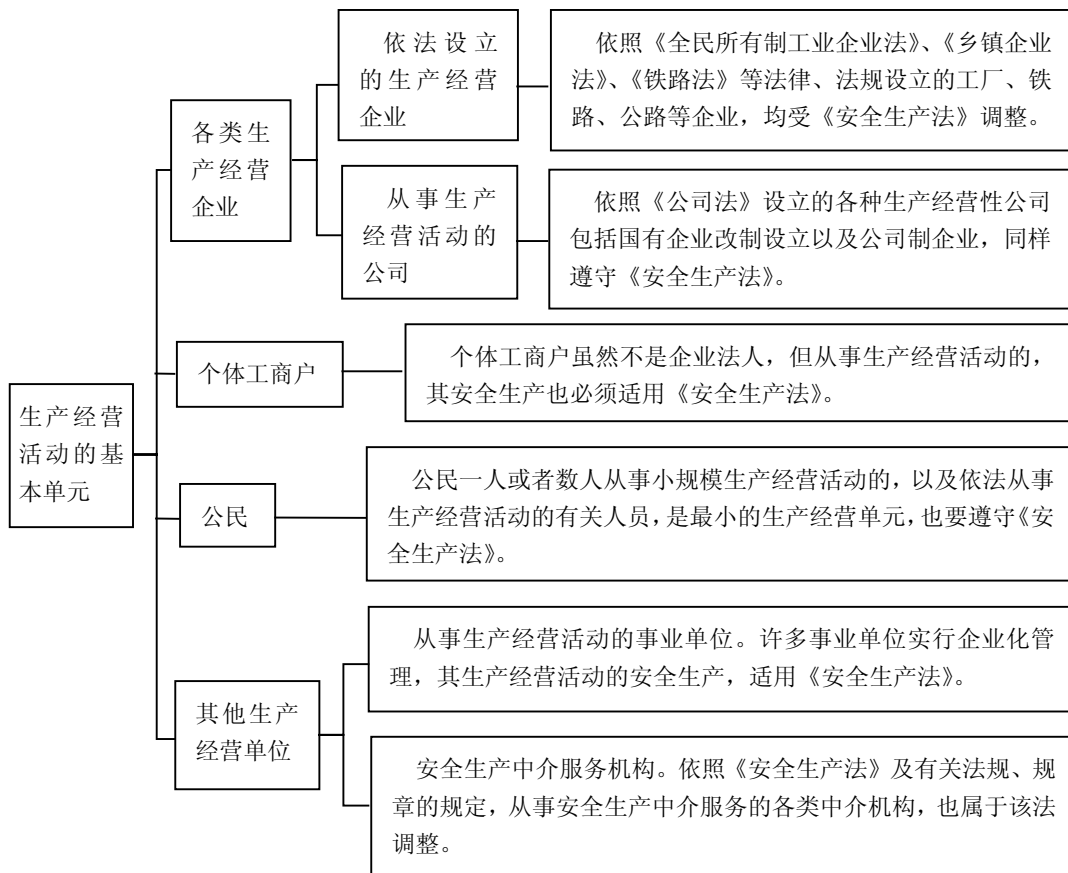 生产经营
活动的基
本单元
各类生
产经营
企业
依法设立
的生产经营
企业
依照《全民所有制工业企业法》、《乡镇企业
法》、《铁路法》等法律、法规设立的工厂、铁
路、公路等企业，均受《安全生产法》调整。
从事生产
经营活动的
公司
依照《公司法》设立的各种生产经营性公司
包括国有企业改制设立以及公司制企业，同样
遵守《安全生产法》。
个体工商户
个体工商户虽然不是企业法人，但从事生产经营活动的，
其安全生产也必须适用《安全生产法》。
公民
公民一人或者数人从事小规模生产经营活动的，以及依法从事
生产经营活动的有关人员，是最小的生产经营单元，也要遵守《安
全生产法》。
其他生产
经营单位
从事生产经营活动的事业单位。许多事业单位实行企业化管
理，其生产经营活动的安全生产，适用《安全生产法》。
安全生产中介服务机构。依照《安全生产法》及有关法规、规
章的规定，从事安全生产中介服务的各类中介机构，也属于该法
调整。